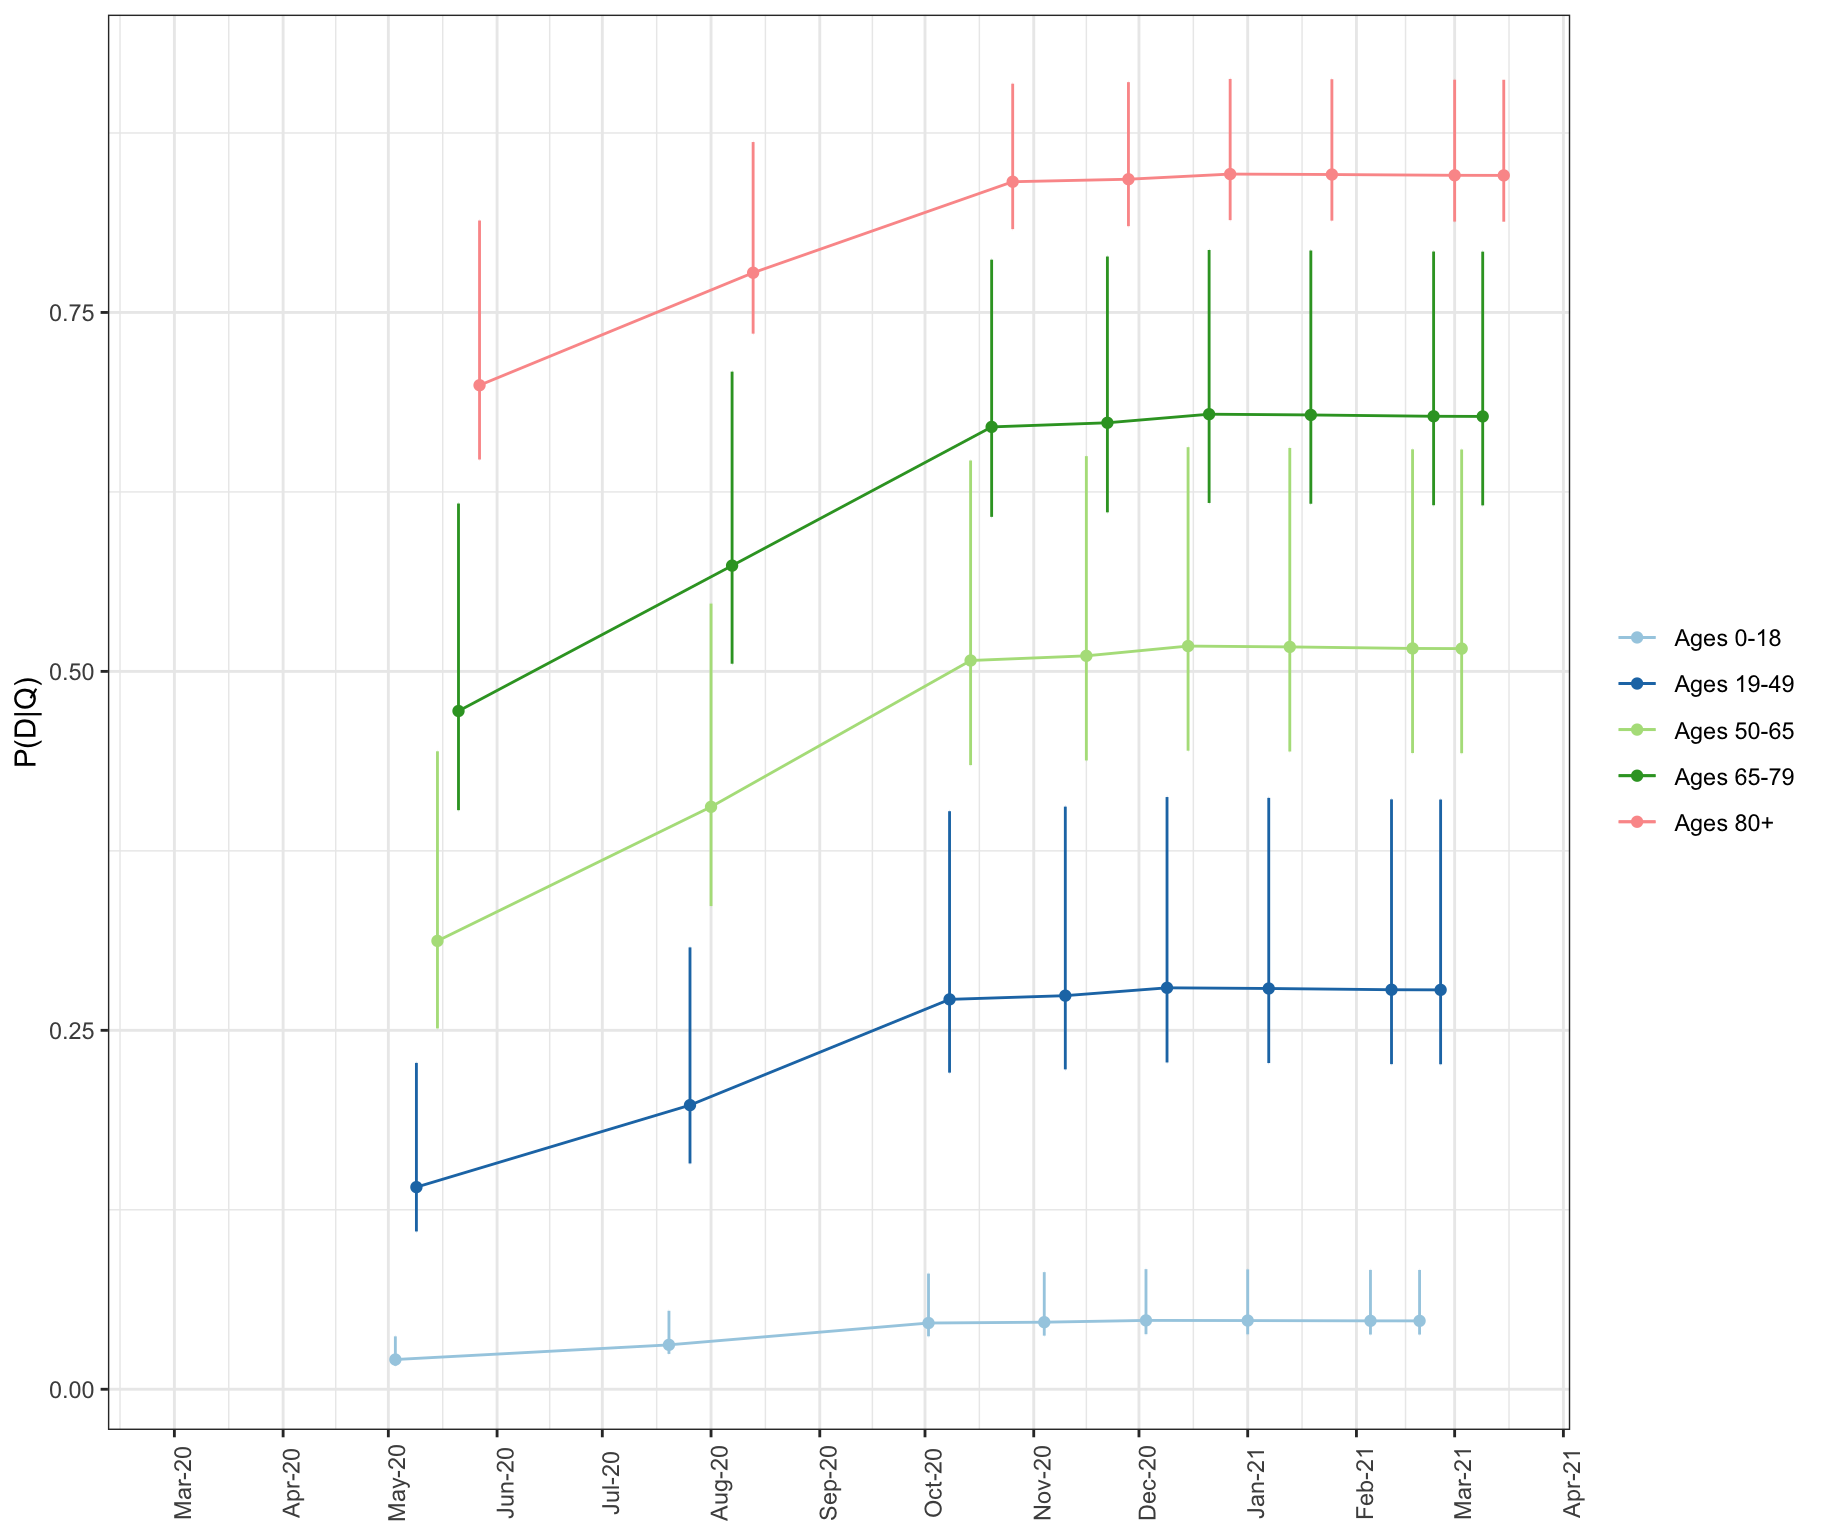 P(D|Q)
0.75
0.50
0.25
0.00
Mar-20
Apr-20
May-20
Jun-20
Jul-20
Aug-20
Sep-20
Oct-20
Nov-20
Dec-20
Jan-21
Feb-21
Mar-21
Apr-21
Ages 0-18
Ages 19-49
Ages 50-65
Ages 65-79
Ages 80+